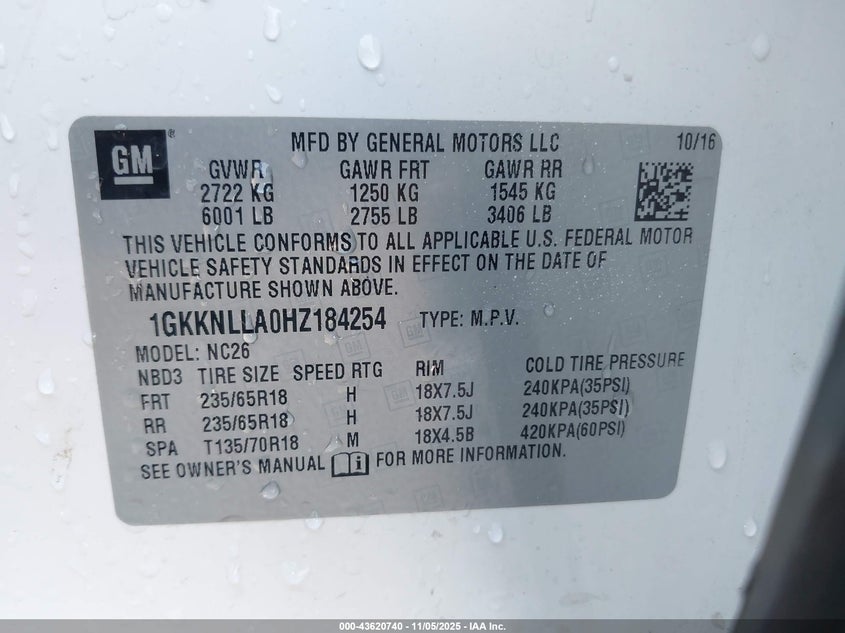 GM ® MFD BY GENERAL MOTORS LLC 10/16
GVWR GAWR FRT GAWR RR
2722 KG 1250 KG 1545 KG
6001 LB 2755 LB 3406 LB
THIS VEHICLE CONFORMS TO ALL APPLICABLE U.S. FEDERAL MOTOR
VEHICLE SAFETY STANDARDS IN EFFECT ON THE DATE OF
MANUFACTURE SHOWN ABOVE.
1GKKNLLA0HZ184254 TYPE: M.P.V.
MODEL: NC26
NBD3 TIRE SIZE SPEED RTG RIM COLD TIRE PRESSURE
FRT 235/65R18 H 18X7.5J 240KPA(35PSI)
RR 235/65R18 H 18X7.5J 240KPA(35PSI)
SPA T135/70R18 M 18X4.5B 420KPA(60PSI)
SEE OWNER'S MANUAL FOR MORE INFORMATION.
000-43620740 - 11/05/2025 - IAA Inc.